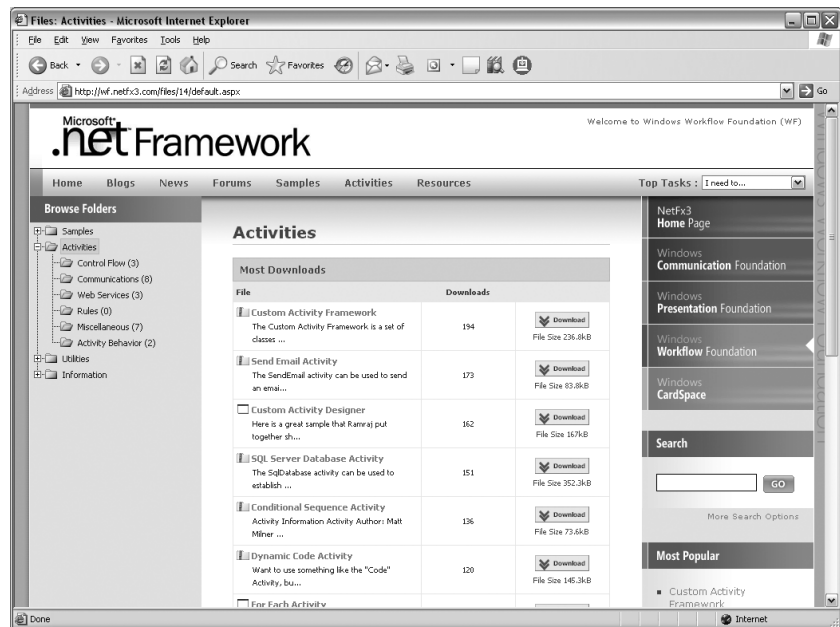 Files: Activities - Microsoft Internet Explorer
File Edit View Favorites Tools Help
Back Search Favorites
Address http://wf.netfx3.com/files/14/default.aspx Go
Microsoft
.net Framework
Welcome to Windows Workflow Foundation (WF)
Home Blogs News Forums Samples Activities Resources
Top Tasks : I need to...
Browse Folders
Samples
Activities
Control Flow (3)
Communications (8)
Web Services (3)
Rules (0)
Miscellaneous (7)
Activity Behavior (2)
Utilities
Information
Activities
Most Downloads
File Downloads
Custom Activity Framework
The Custom Activity Framework is a set of
classes ...
194
Download
File Size 236.8kB
Send Email Activity
The SendEmail activity can be used to send
an emai...
173
Download
File Size 83.8kB
Custom Activity Designer
Here is a great sample that Ramraj put
together sh...
162
Download
File Size 167kB
SQL Server Database Activity
The SqlDatabase activity can be used to
establish ...
151
Download
File Size 352.3kB
Conditional Sequence Activity
Activity Information Activity Author: Matt
Milner ...
136
Download
File Size 73.6kB
Dynamic Code Activity
Want to use something like the "Code"
Activity, bu...
120
Download
File Size 145.3kB
For Each Activity
NetFx3
Home Page
Windows
Communication Foundation
Windows
Presentation Foundation
Windows
Workflow Foundation
Windows
CardSpace
Search
GO
More Search Options
Most Popular
Custom Activity
Framework
Done
Internet